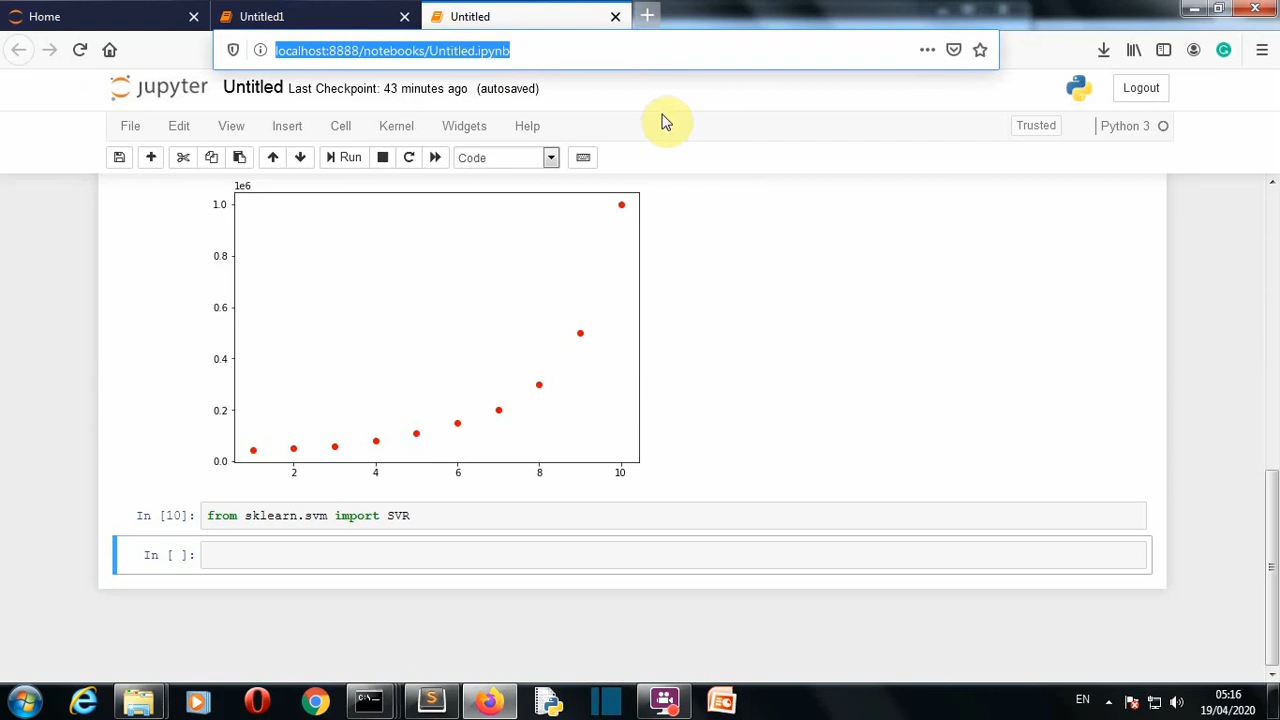 Home
Untitled1
Untitled
localhost:8888/notebooks/Untitled.ipynb
jupyter Untitled Last Checkpoint: 43 minutes ago (autosaved)
Logout
File Edit View Insert Cell Kernel Widgets Help
Trusted
Python 3
Run
Code
1e6
1.0
0.8
0.6
0.4
0.2
0.0
2 4 6 8 10
In [10]: from sklearn.svm import SVR
In [ ]:
EN
05:16
19/04/2020